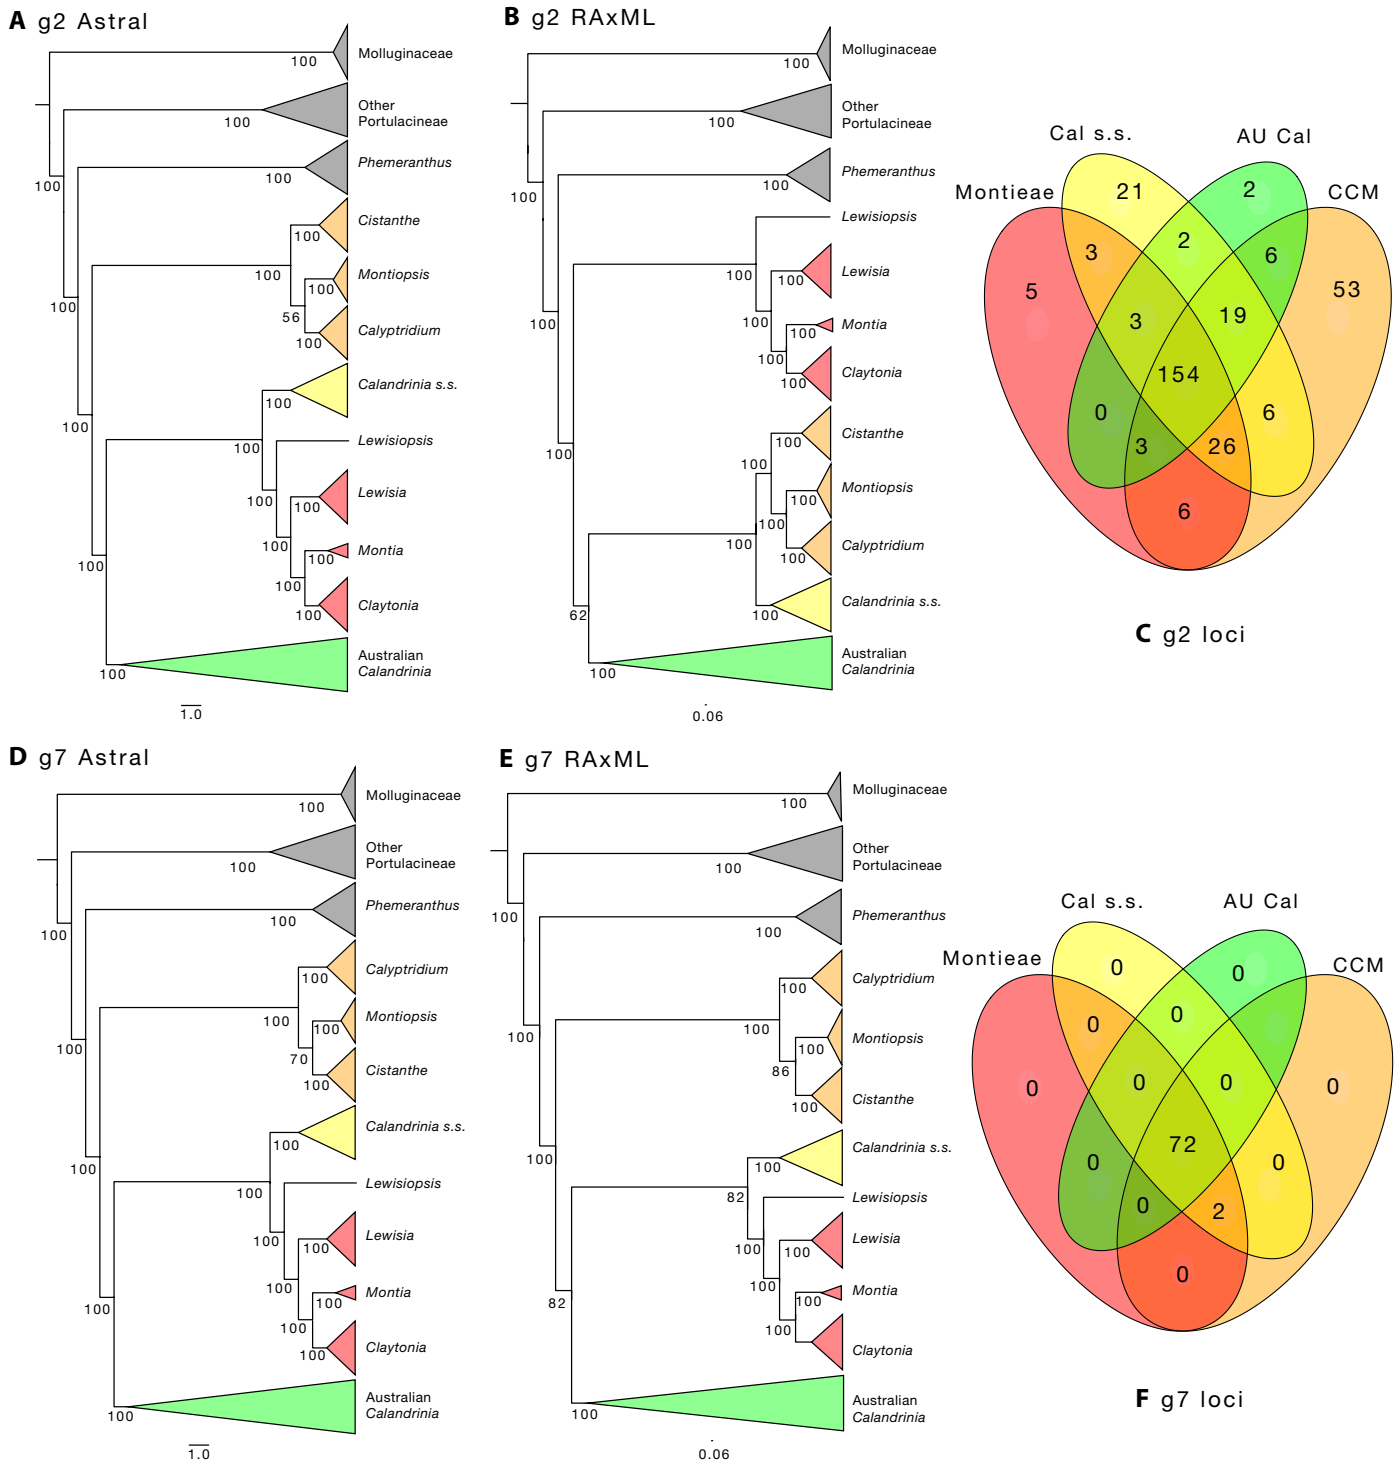 A g2 Astral
100
Molluginaceae
100
Other
Portulacineae
100
100
Phemeranthus
100
Cistanthe
100
100
Montiopsis
100
56
Calyptridium
100
100
Calandrinia s.s.
100
100
Lewisiopsis
100
Lewisia
100
100
Montia
100
100
Claytonia
100
100
Australian
Calandrinia
100
1.0
B g2 RAxML
100
Molluginaceae
100
Other
Portulacineae
100
100
Phemeranthus
Lewisiopsis
100
100
Lewisia
100
100
Montia
100
100
Claytonia
100
100
Cistanthe
100
100
Montiopsis
100
100
Calyptridium
100
100
Calandrinia s.s.
62
100
Australian
Calandrinia
100
0.06
Cal s.s.
AU Cal
Montieae
CCM
21
2
3
2
6
5
53
3
19
154
0
6
3
26
6
C g2 loci
D g7 Astral
100
Molluginaceae
100
Other
Portulacineae
100
100
Phemeranthus
100
Calyptridium
100
100
Montiopsis
100
70
Cistanthe
100
100
Calandrinia s.s.
100
100
Lewisiopsis
100
Lewisia
100
100
Montia
100
100
Claytonia
100
100
Australian
Calandrinia
100
1.0
E g7 RAxML
100
Molluginaceae
100
Other
Portulacineae
100
100
Phemeranthus
100
Calyptridium
100
100
Montiopsis
100
86
Cistanthe
100
100
Calandrinia s.s.
100
82
Lewisiopsis
100
Lewisia
100
100
Montia
100
100
Claytonia
82
Australian
Calandrinia
100
0.06
Cal s.s.
AU Cal
Montieae
CCM
0
0
0
0
0
0
0
0
72
0
0
0
2
0
F g7 loci